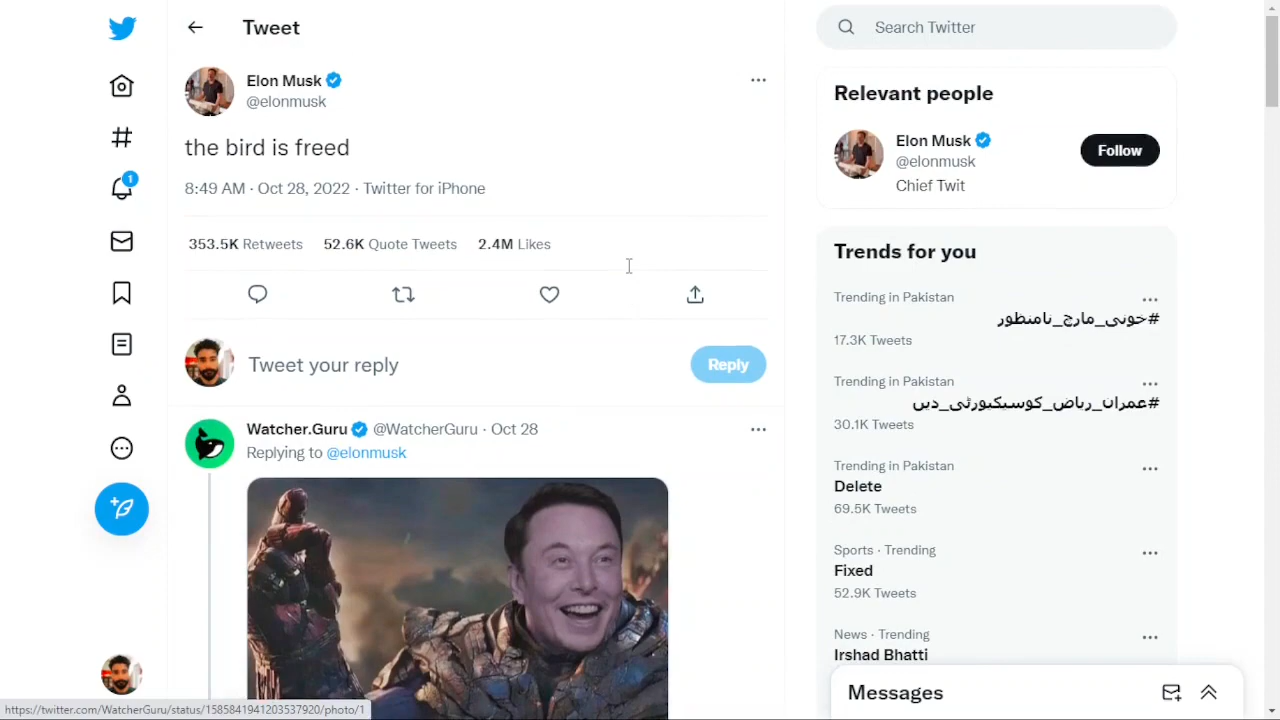 Tweet
Elon Musk
@elonmusk
the bird is freed
8:49 AM · Oct 28, 2022 · Twitter for iPhone
353.5K Retweets 52.6K Quote Tweets 2.4M Likes
Tweet your reply
Reply
Watcher.Guru @WatcherGuru · Oct 28
Replying to @elonmusk
Search Twitter
Relevant people
Elon Musk
@elonmusk
Follow
Chief Twit
Trends for you
Trending in Pakistan
#خونی_مارچ_نامنظور
17.3K Tweets
Trending in Pakistan
#عمران_ریاض_کوسیکیورٹی_دیں
30.1K Tweets
Trending in Pakistan
Delete
69.5K Tweets
Sports · Trending
Fixed
52.9K Tweets
News · Trending
Irshad Bhatti
Messages
1
https://twitter.com/WatcherGuru/status/1585841941203537920/photo/1